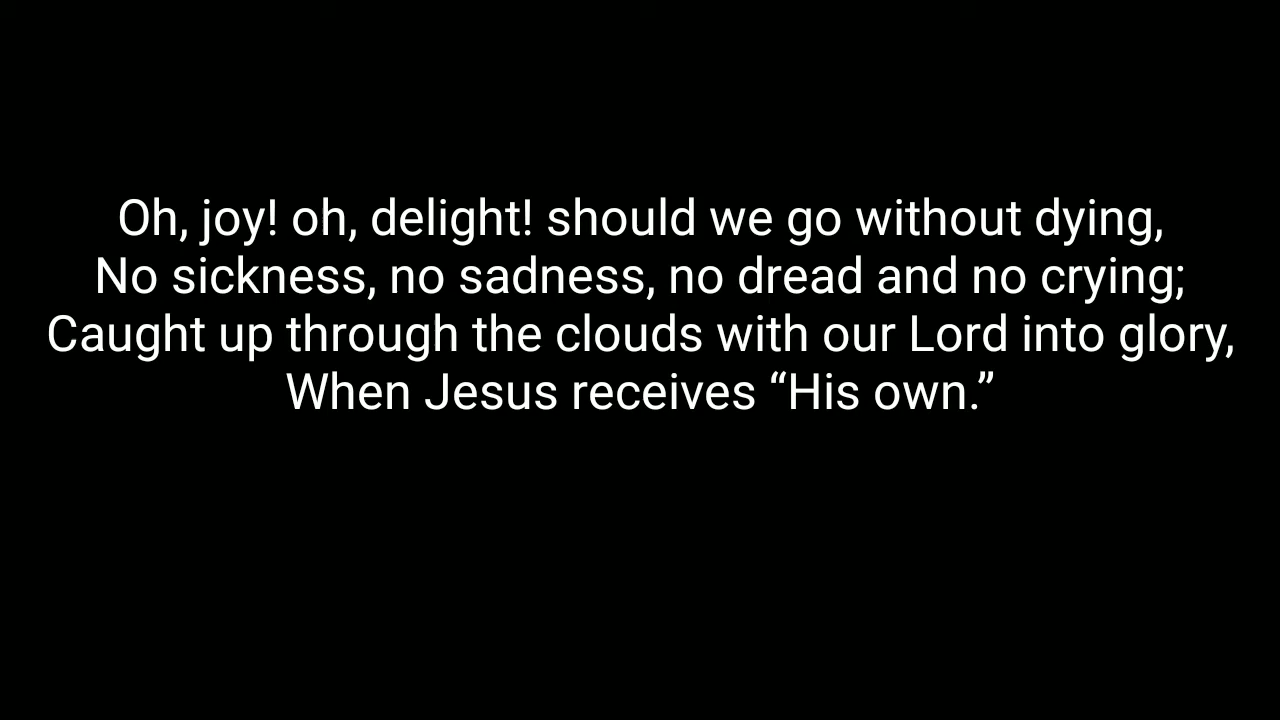 Oh, joy! oh, delight! should we go without dying,
No sickness, no sadness, no dread and no crying;
Caught up through the clouds with our Lord into glory,
When Jesus receives “His own.”